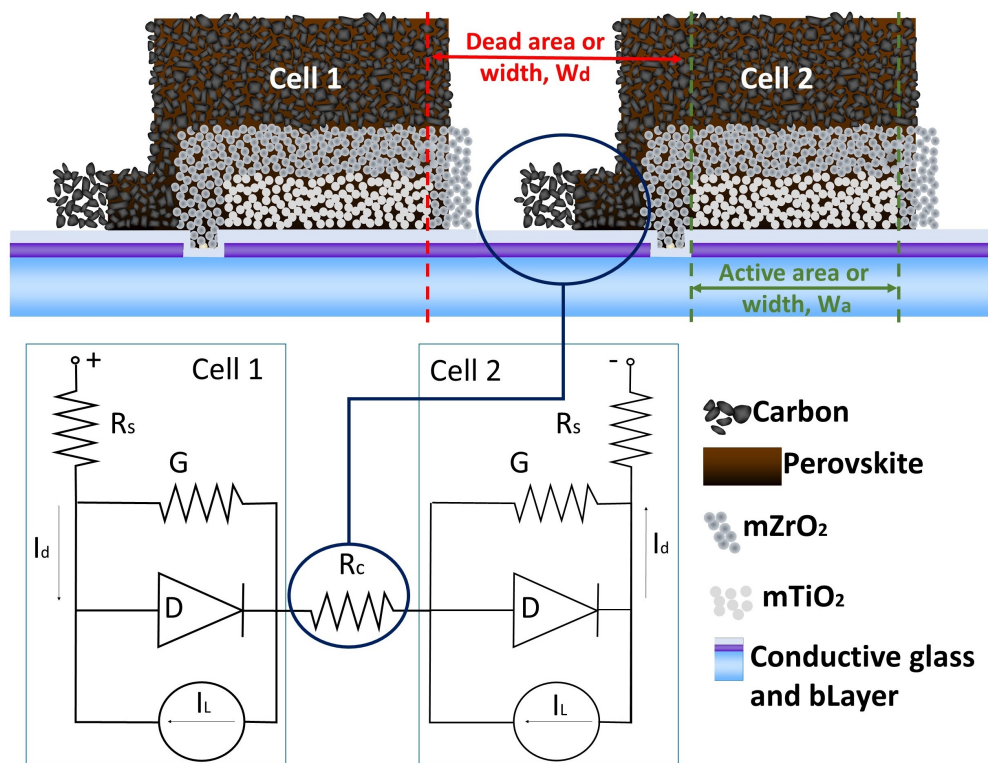 Dead area or
width, Wd
Cell 1
Cell 2
Active area or
width, Wa
Cell 1
Cell 2
+
-
Rs
Rs
G
G
Id
Id
Rc
D
D
IL
IL
Carbon
Perovskite
mZrO₂
mTiO₂
Conductive glass
and bLayer